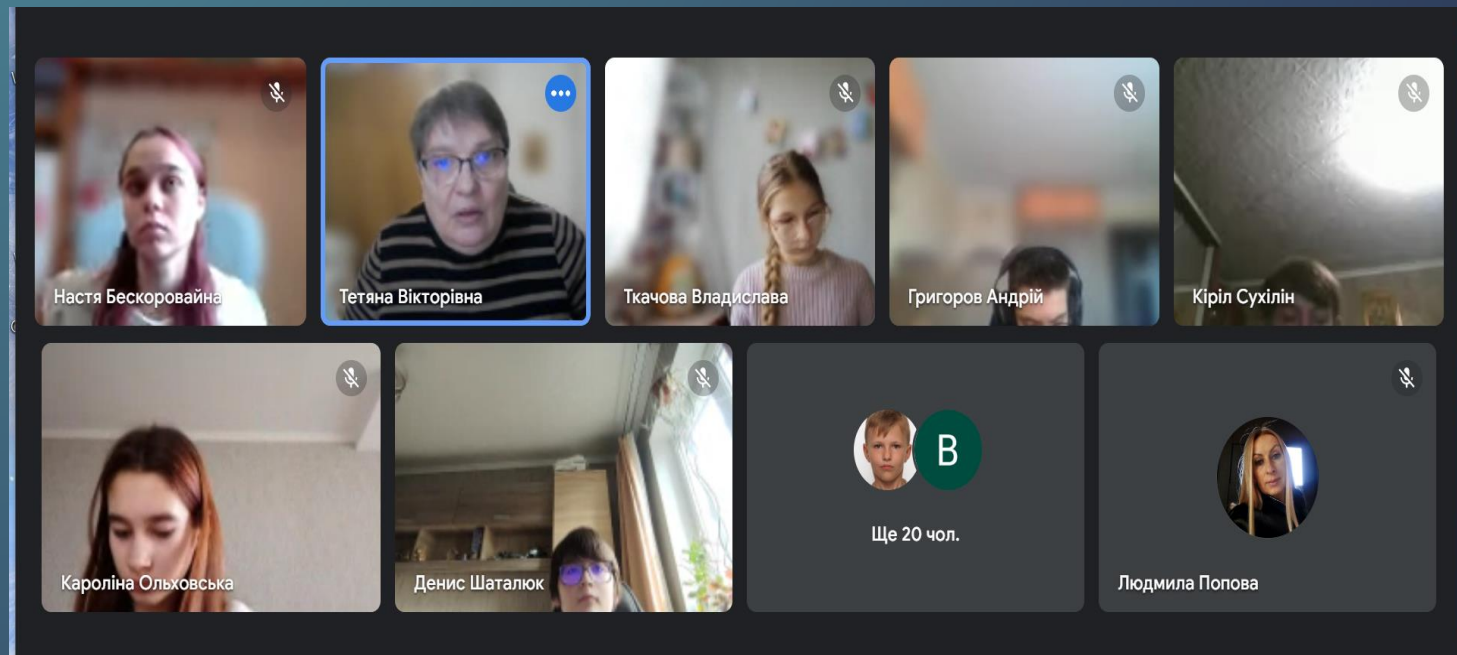 Настя Бескоровайна
Тетяна Вікторівна
Ткачова Владислава
Григоров Андрій
Кіріл Сухілін
Кароліна Ольховська
Денис Шаталюк
В
Ще 20 чол.
Людмила Попова